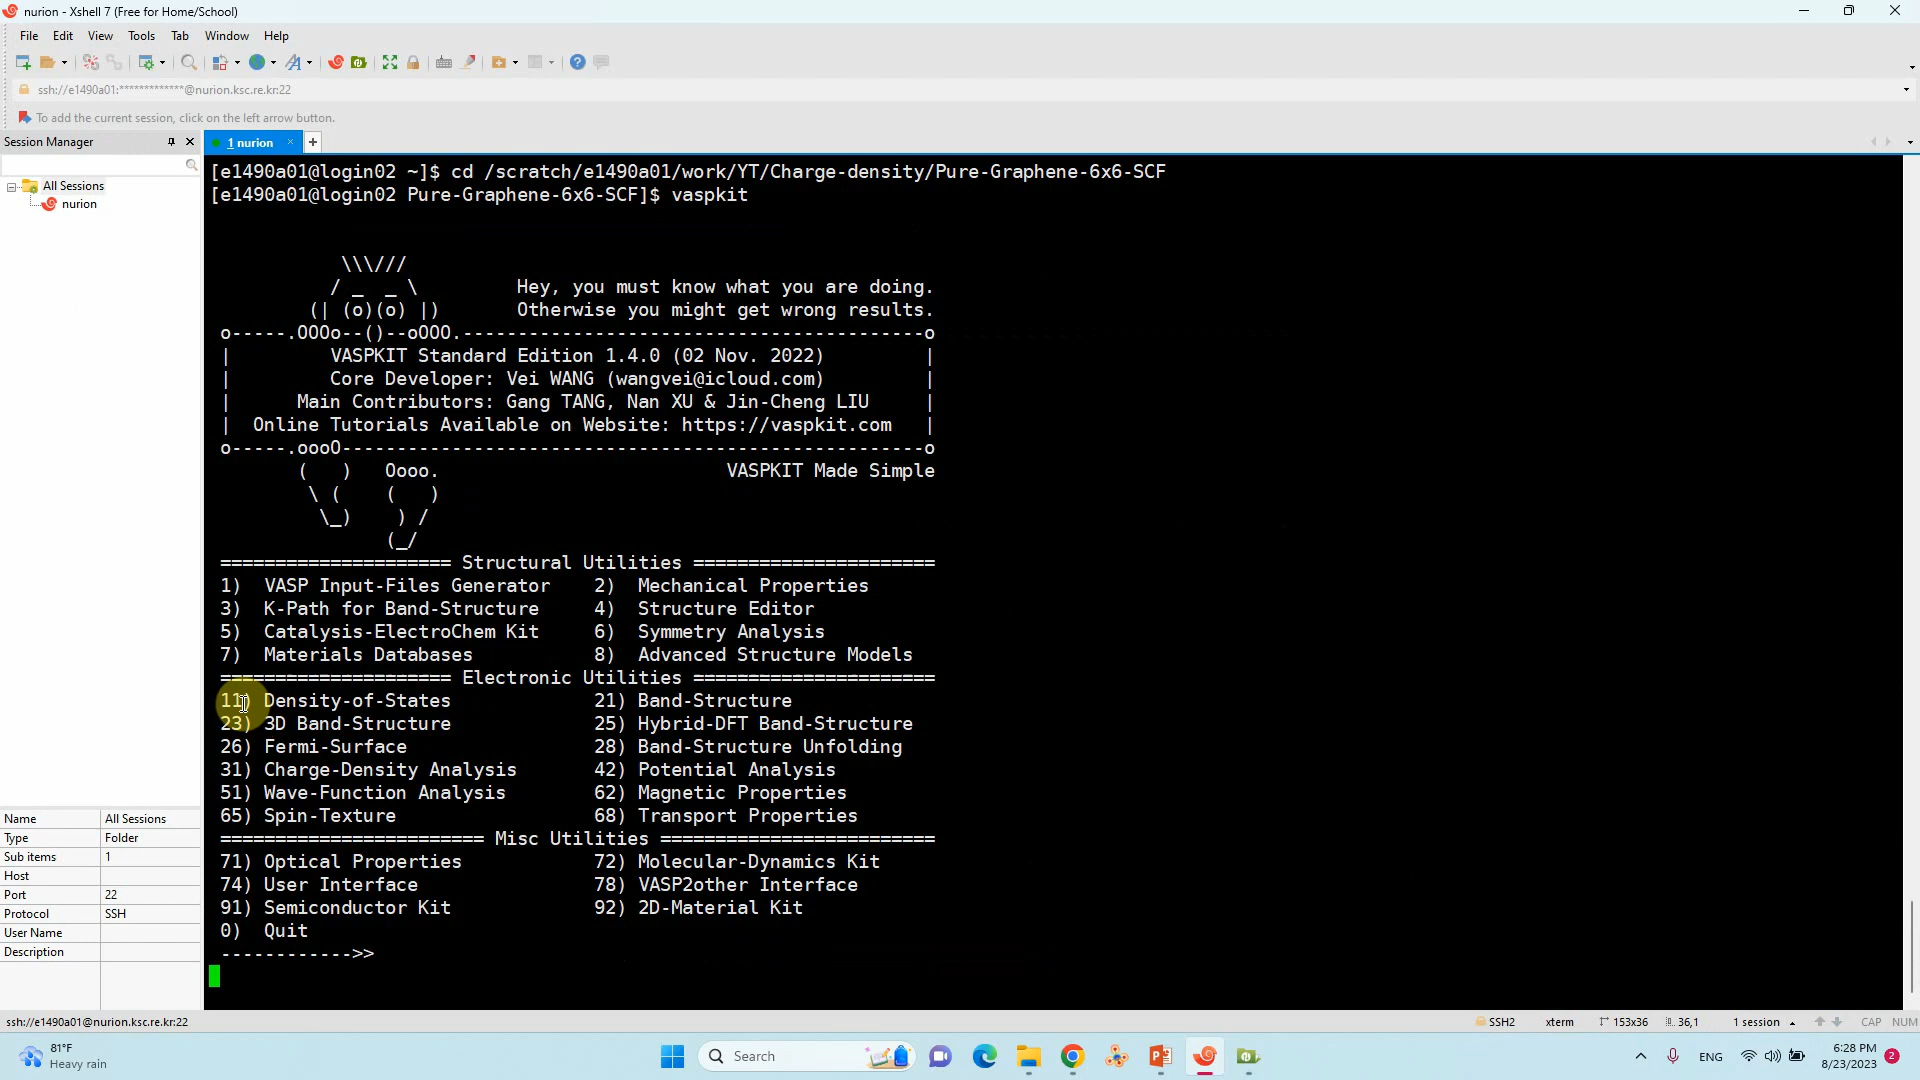 nurion - Xshell 7 (Free for Home/School)
File Edit View Tools Tab Window Help
ssh://e1490a01:*************@nurion.ksc.re.kr:22
To add the current session, click on the left arrow button.
Session Manager
1 nurion
All Sessions
nurion
[e1490a01@login02 ~]$ cd /scratch/e1490a01/work/YT/Charge-density/Pure-Graphene-6x6-SCF
[e1490a01@login02 Pure-Graphene-6x6-SCF]$ vaspkit
\\\///
/ _ _ \ Hey, you must know what you are doing.
(| (o)(o) |) Otherwise you might get wrong results.
o-----.OOOo--()--oOOO.------------------------------------------o
| VASPKIT Standard Edition 1.4.0 (02 Nov. 2022) |
| Core Developer: Vei WANG (wangvei@icloud.com) |
| Main Contributors: Gang TANG, Nan XU & Jin-Cheng LIU |
| Online Tutorials Available on Website: https://vaspkit.com |
o-----.oooO-----------------------------------------------------o
( ) Oooo. VASPKIT Made Simple
\ ( ( )
\_) ) /
(_/
===================== Structural Utilities ======================
1) VASP Input-Files Generator 2) Mechanical Properties
3) K-Path for Band-Structure 4) Structure Editor
5) Catalysis-ElectroChem Kit 6) Symmetry Analysis
7) Materials Databases 8) Advanced Structure Models
===================== Electronic Utilities ======================
11) Density-of-States 21) Band-Structure
23) 3D Band-Structure 25) Hybrid-DFT Band-Structure
26) Fermi-Surface 28) Band-Structure Unfolding
31) Charge-Density Analysis 42) Potential Analysis
51) Wave-Function Analysis 62) Magnetic Properties
65) Spin-Texture 68) Transport Properties
======================== Misc Utilities =========================
71) Optical Properties 72) Molecular-Dynamics Kit
74) User Interface 78) VASP2other Interface
91) Semiconductor Kit 92) 2D-Material Kit
0) Quit
------------>>
Name All Sessions
Type Folder
Sub items 1
Host
Port 22
Protocol SSH
User Name
Description
ssh://e1490a01@nurion.ksc.re.kr:22 SSH2 xterm 153x36 36,1 1 session CAP NUM
81°F
Heavy rain
Search
ENG
6:28 PM
8/23/2023
2